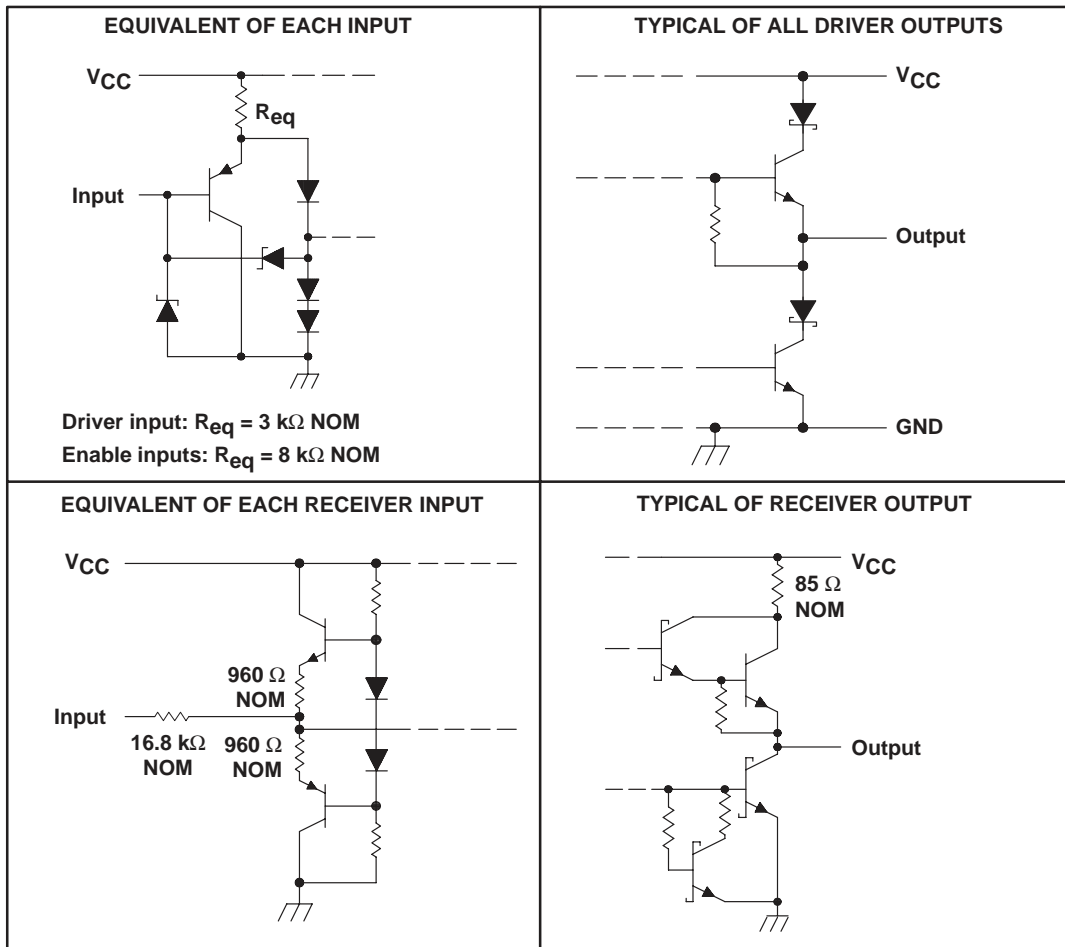 EQUIVALENT OF EACH INPUT
VCC
Req
Input
Driver input: Req = 3 kΩ NOM
Enable inputs: Req = 8 kΩ NOM
TYPICAL OF ALL DRIVER OUTPUTS
VCC
Output
GND
EQUIVALENT OF EACH RECEIVER INPUT
VCC
960 Ω
NOM
Input
16.8 kΩ
NOM
960 Ω
NOM
TYPICAL OF RECEIVER OUTPUT
VCC
85 Ω
NOM
Output